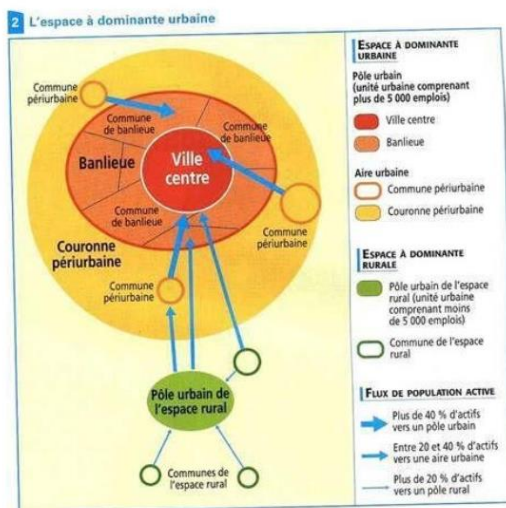 2 L'espace à dominante urbaine
Commune
périurbaine
Commune
de banlieue
Commune
de banlieue
Banlieue
Ville
centre
Commune
de banlieue
Commune
périurbaine
Couronne
périurbaine
Commune
périurbaine
Pôle urbain de
l'espace rural
Communes de
l'espace rural
ESPACE À DOMINANTE
URBAINE
Pôle urbain
(unité urbaine comprenant
plus de 5 000 emplois)
Ville centre
Banlieue
Aire urbaine
Commune périurbaine
Couronne périurbaine
ESPACE À DOMINANTE
RURALE
Pôle urbain de l'espace
rural (unité urbaine
comprenant moins
de 5 000 emplois)
Commune de l'espace
rural
FLUX DE POPULATION ACTIVE
Plus de 40 % d'actifs
vers un pôle urbain
Entre 20 et 40 % d'actifs
vers une aire urbaine
Plus de 20 % d'actifs
vers un pôle rural